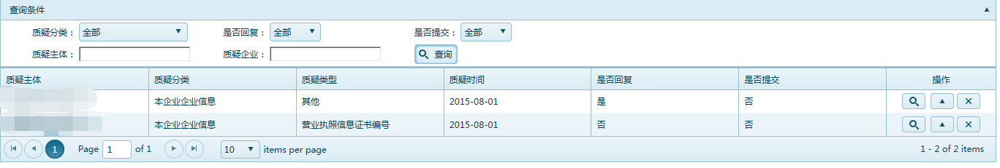 查询条件
质疑分类： 全部 是否回复： 全部 是否提交： 全部
质疑主体： 质疑企业： 查询
质疑主体 质疑分类 质疑类型 质疑时间 是否回复 是否提交 操作
本企业企业信息 其他 2015-08-01 是 否
本企业企业信息 营业执照信息证书编号 2015-08-01 否 否
1 Page 1 of 1 10 items per page 1 - 2 of 2 items